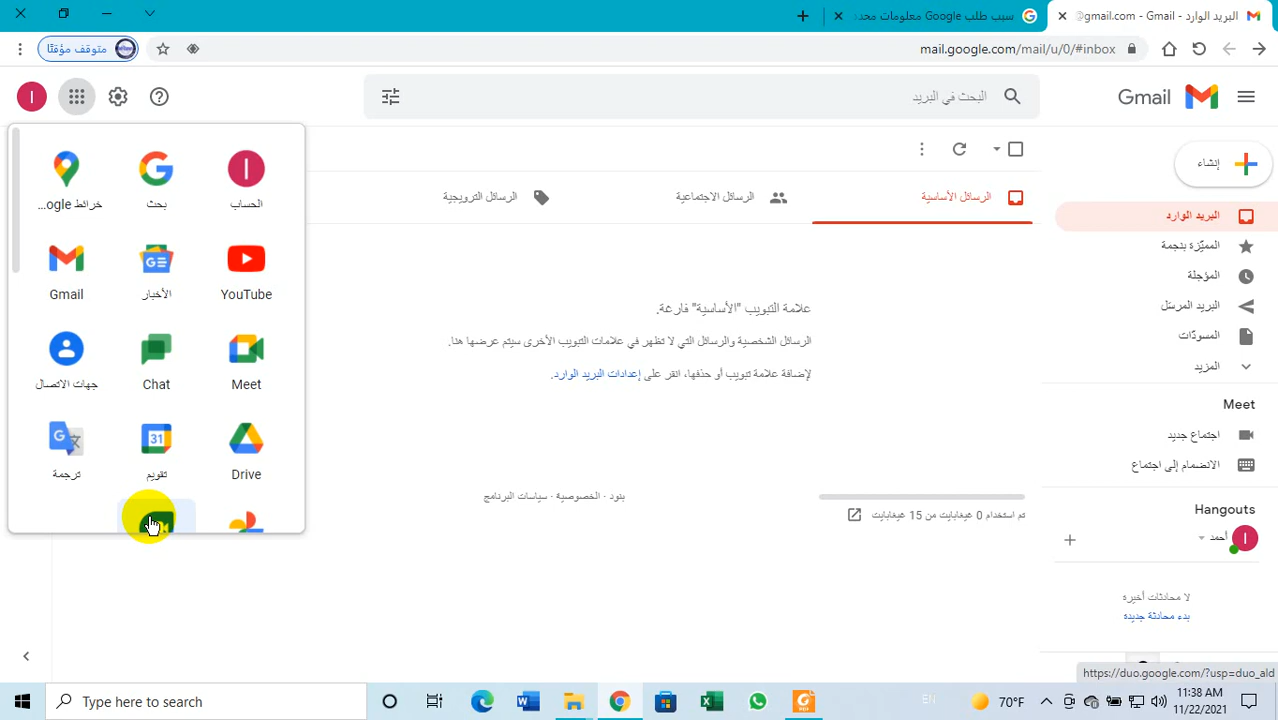 البريد الوارد - Gmail - gmail.com@
سبب طلب Google معلومات محدد
mail.google.com/mail/u/0/#inbox
متوقف مؤقتًا
Gmail
البحث في البريد
I
إنشاء
البريد الوارد
المميّزة بنجمة
المؤجلة
البريد المرسَل
المسودّات
المزيد
Meet
اجتماع جديد
الانضمام إلى اجتماع
Hangouts
I
أحمد
لا محادثات أخيرة
بدء محادثة جديدة
الرسائل الأساسية
الرسائل الاجتماعية
الرسائل الترويجية
علامة التبويب "الأساسية" فارغة.
الرسائل الشخصية والرسائل التي لا تظهر في علامات التبويب الأخرى سيتم عرضها هنا.
لإضافة علامة تبويب أو حذفها، انقر على إعدادات البريد الوارد.
تم استخدام 0 غيغابايت من 15 غيغابايت
بنود · الخصوصية · سياسات البرنامج
I
الحساب
بحث
خرائط Google...
YouTube
الأخبار
Gmail
Meet
Chat
جهات الاتصال
Drive
31
تقويم
ترجمة
https://duo.google.com/?usp=duo_ald
Type here to search
EN
70°F
11:38 AM
11/22/2021